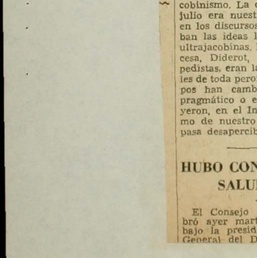 cobinismo. La
julio era nuest
en los discursos
ban las ideas l
ultrajacobinas,
cesa, Diderot,
pedistas, eran la
ies de toda pero
pos han camb
pragmático o e
yeron, en el In
mo de nuestro
pasa desapercib
HUBO CON
SALU
El Consejo
bró ayer mart
bajo la presid
General del D